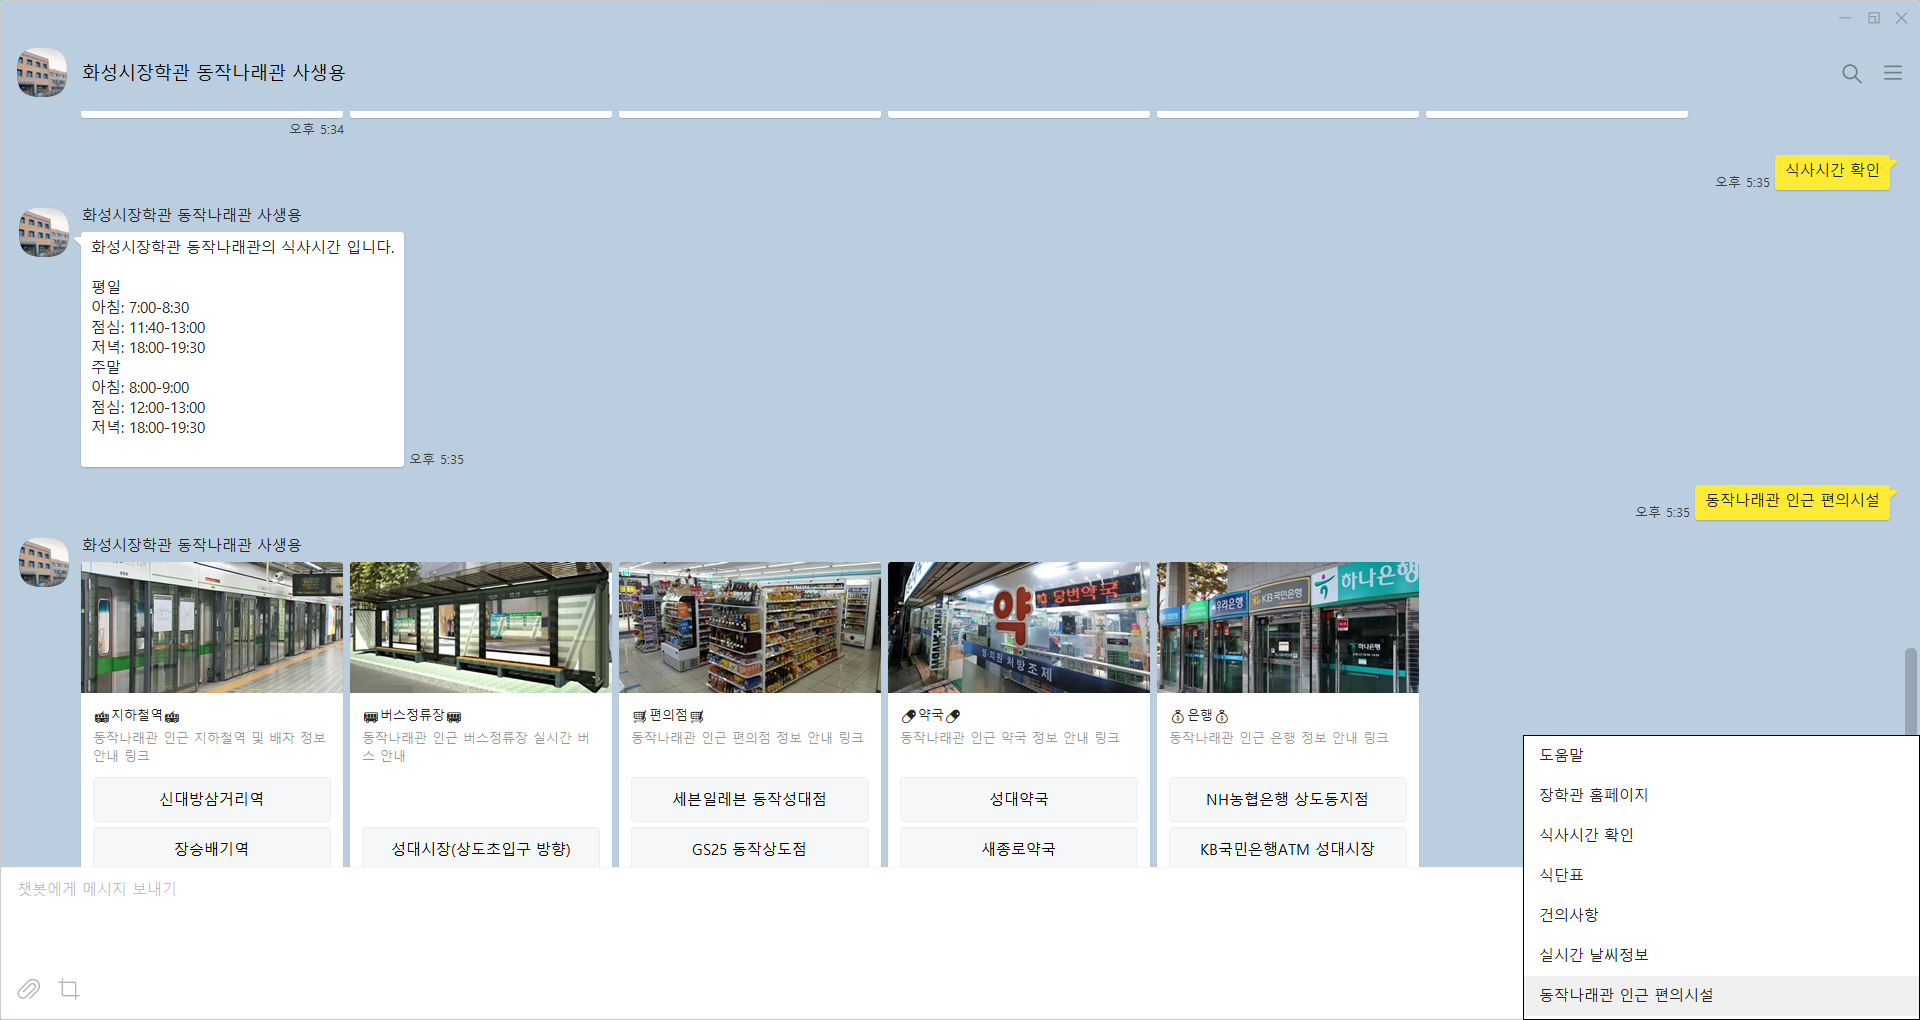 화성시장학관 동작나래관 사생용
오후 5:34
식사시간 확인
오후 5:35
화성시장학관 동작나래관 사생용
화성시장학관 동작나래관의 식사시간 입니다.
평일
아침: 7:00-8:30
점심: 11:40-13:00
저녁: 18:00-19:30
주말
아침: 8:00-9:00
점심: 12:00-13:00
저녁: 18:00-19:30
오후 5:35
동작나래관 인근 편의시설
오후 5:35
화성시장학관 동작나래관 사생용
약
당번약국
처방조제
우리은행
KB국민은행
하나은행
하나은행
지하철역
동작나래관 인근 지하철역 및 배차 정보
안내 링크
신대방삼거리역
장승배기역
버스정류장
동작나래관 인근 버스정류장 실시간 버
스 안내
성대시장(상도초입구 방향)
편의점
동작나래관 인근 편의점 정보 안내 링크
세븐일레븐 동작성대점
GS25 동작상도점
약국
동작나래관 인근 약국 정보 안내 링크
성대약국
새종로약국
은행
동작나래관 인근 은행 정보 안내 링크
NH농협은행 상도동지점
KB국민은행ATM 성대시장
챗봇에게 메시지 보내기
도움말
장학관 홈페이지
식사시간 확인
식단표
건의사항
실시간 날씨정보
동작나래관 인근 편의시설